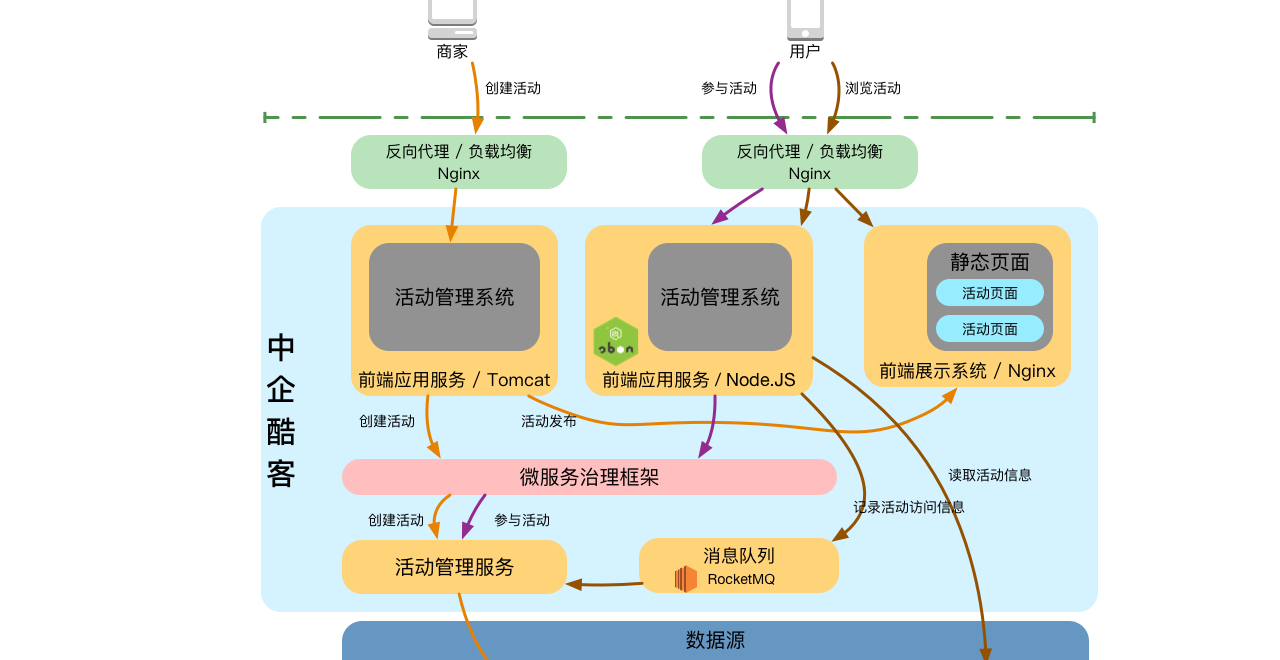 商家
用户
创建活动
参与活动
浏览活动
反向代理 / 负载均衡
Nginx
反向代理 / 负载均衡
Nginx
活动管理系统
前端应用服务 / Tomcat
活动管理系统
前端应用服务 / Node.JS
静态页面
活动页面
活动页面
前端展示系统 / Nginx
中
企
酷
客
创建活动
活动发布
微服务治理框架
读取活动信息
记录活动访问信息
创建活动
参与活动
活动管理服务
消息队列
RocketMQ
数据源